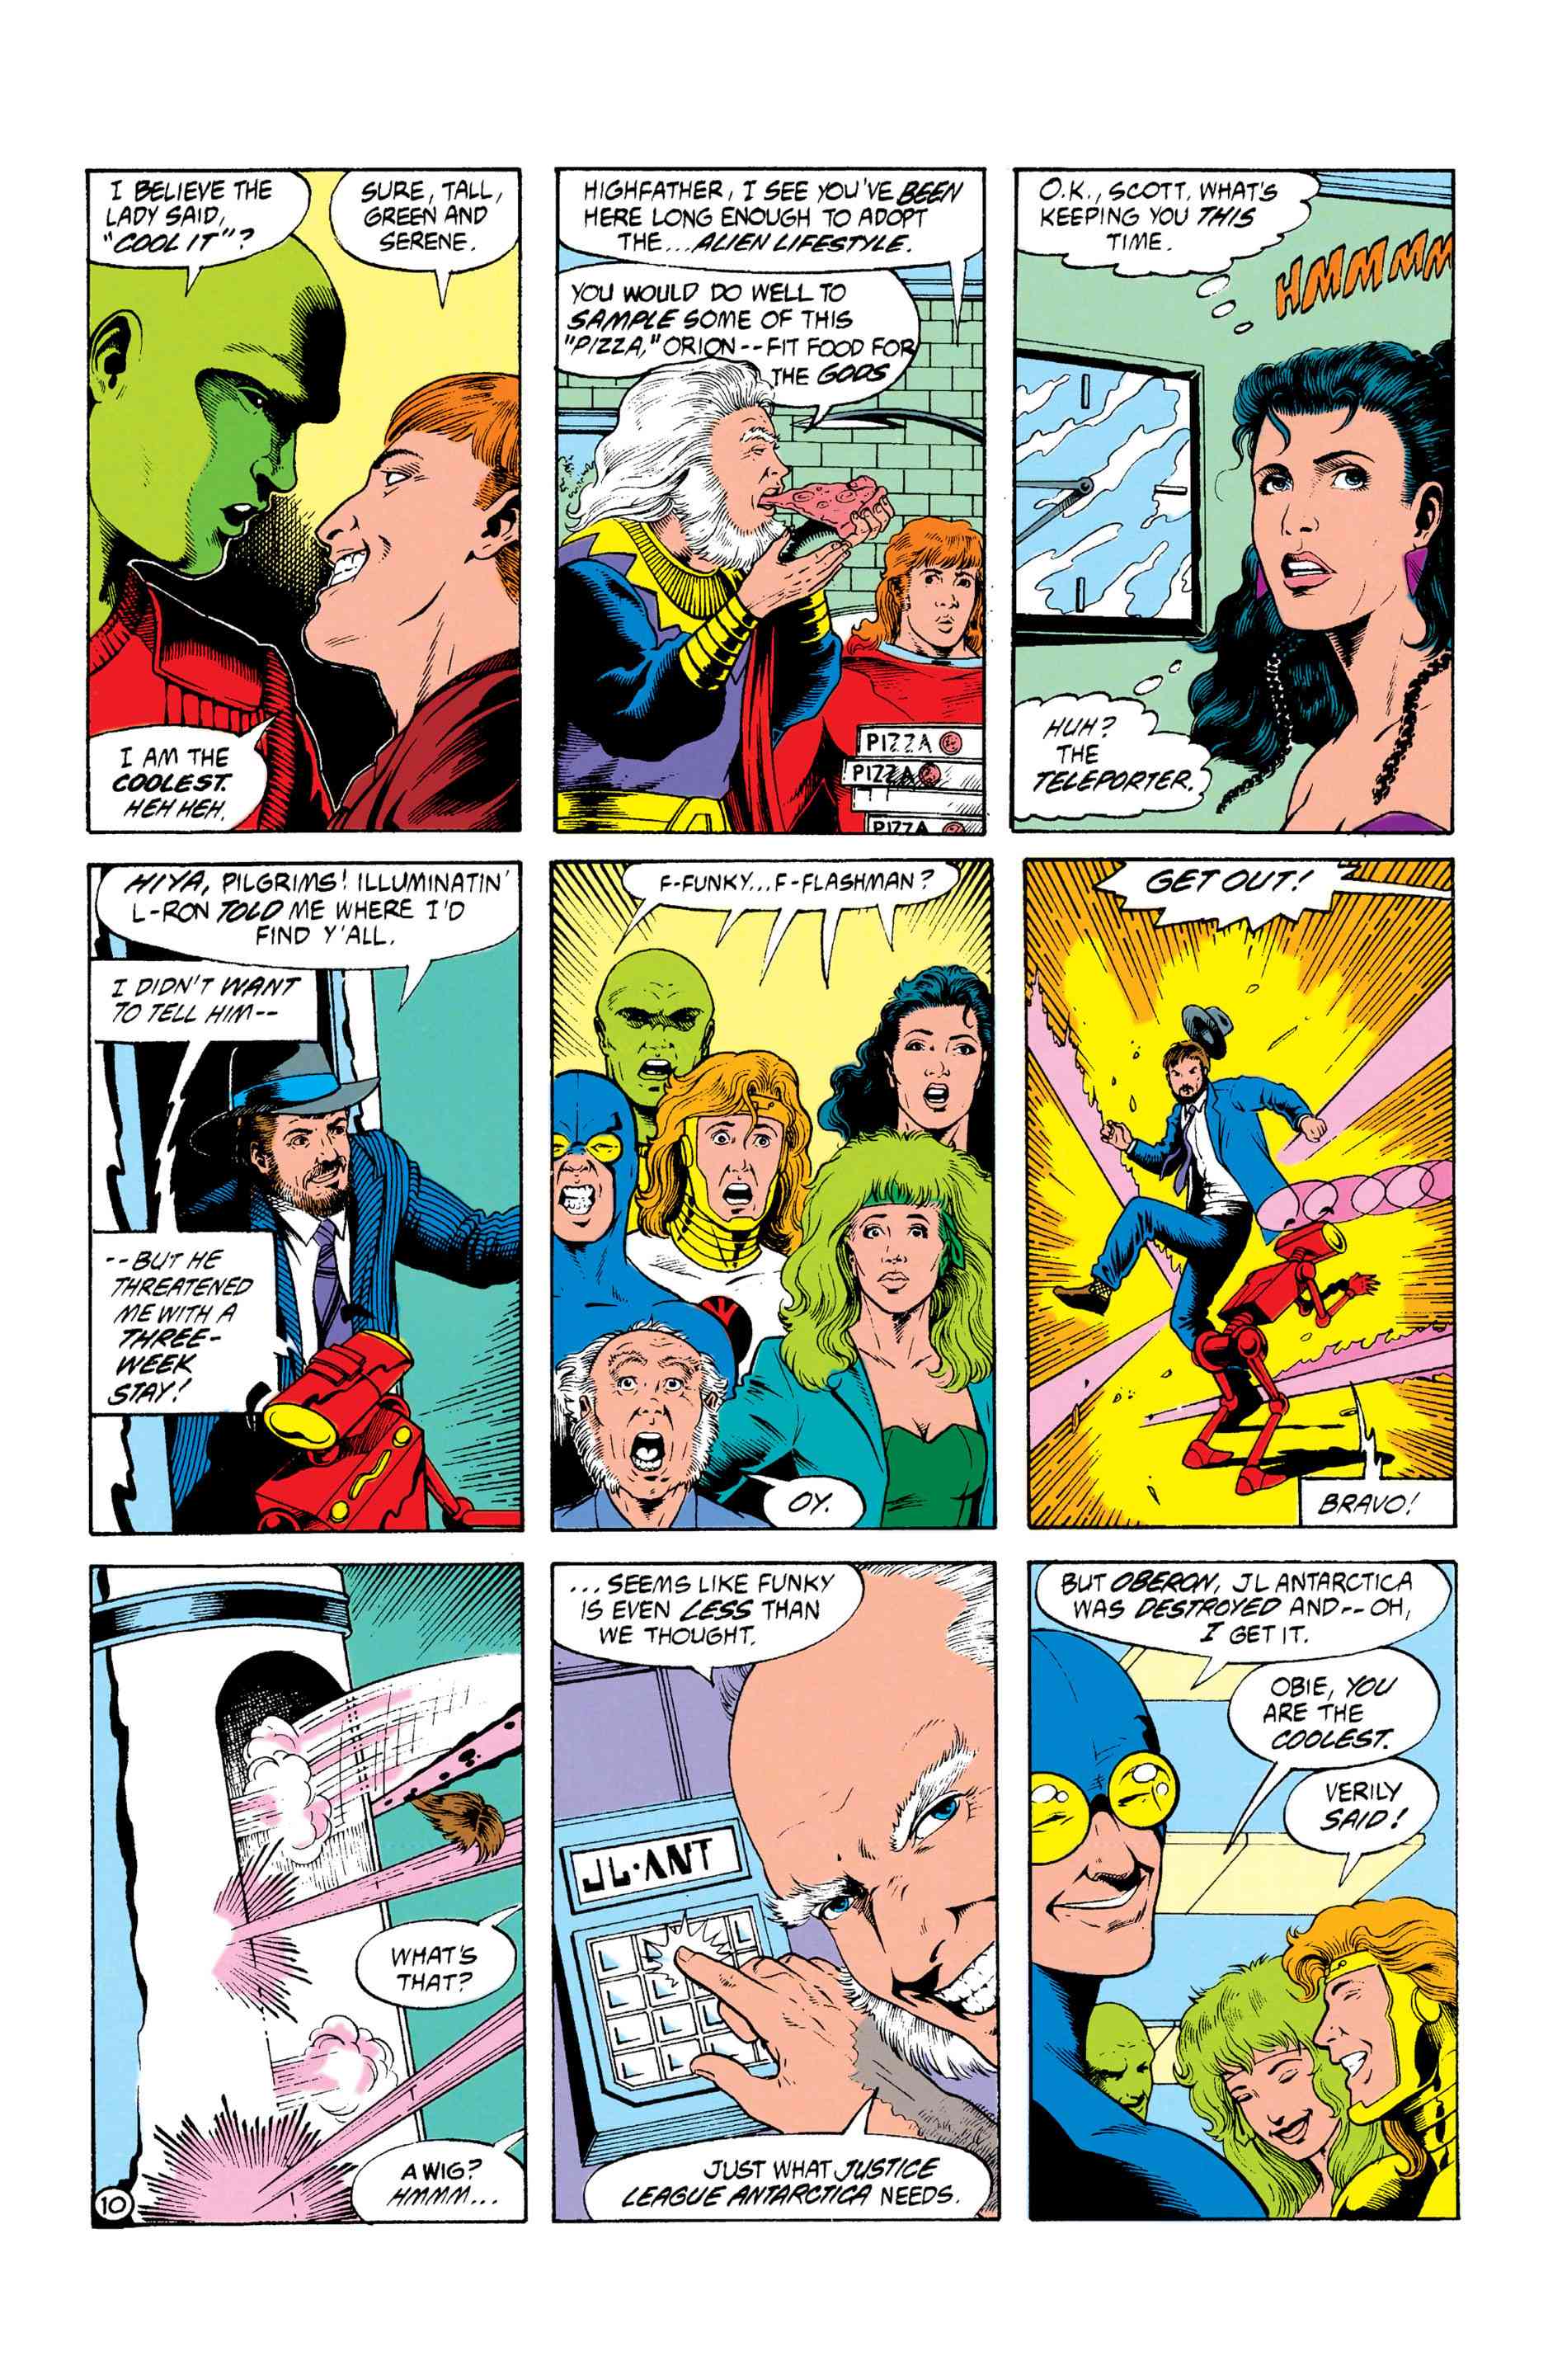 I BELIEVE THE
LADY SAID,
"COOL IT"?
SURE, TALL,
GREEN AND
SERENE.
I AM THE
COOLEST.
HEH HEH.
HIGHFATHER, I SEE YOU'VE BEEN
HERE LONG ENOUGH TO ADOPT
THE...ALIEN LIFESTYLE.
YOU WOULD DO WELL TO
SAMPLE SOME OF THIS
"PIZZA," ORION--FIT FOOD FOR
THE GODS
PIZZA
PIZZA
PIZZA
O.K., SCOTT, WHAT'S
KEEPING YOU THIS
TIME.
HMMMMM
HUH?
THE
TELEPORTER.
HIYA, PILGRIMS! ILLUMINATIN'
L-RON TOLD ME WHERE I'D
FIND Y'ALL.
I DIDN'T WANT
TO TELL HIM--
--BUT HE
THREATENED
ME WITH A
THREE-
WEEK
STAY!
F-FUNKY...F-FLASHMAN?
OY.
GET OUT!
BRAVO!
WHAT'S
THAT?
A WIG?
HMMM...
10
...SEEMS LIKE FUNKY
IS EVEN LESS THAN
WE THOUGHT.
JL·ANT
JUST WHAT JUSTICE
LEAGUE ANTARCTICA NEEDS.
BUT OBERON, JL ANTARCTICA
WAS DESTROYED AND--OH,
I GET IT.
OBIE, YOU
ARE THE
COOLEST.
VERILY
SAID!